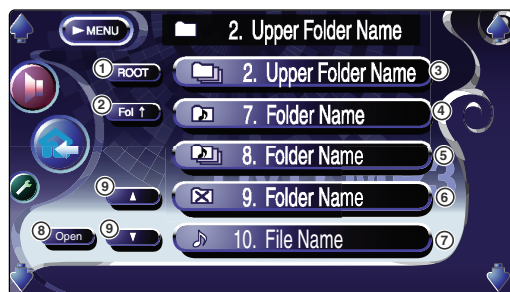 ►MENU 2. Upper Folder Name
① ROOT 2. Upper Folder Name ③
② Fol ↑ 7. Folder Name ④
8. Folder Name ⑤
⑨ ▲ 9. Folder Name ⑥
⑧ Open ⑨ ▼ 10. File Name ⑦